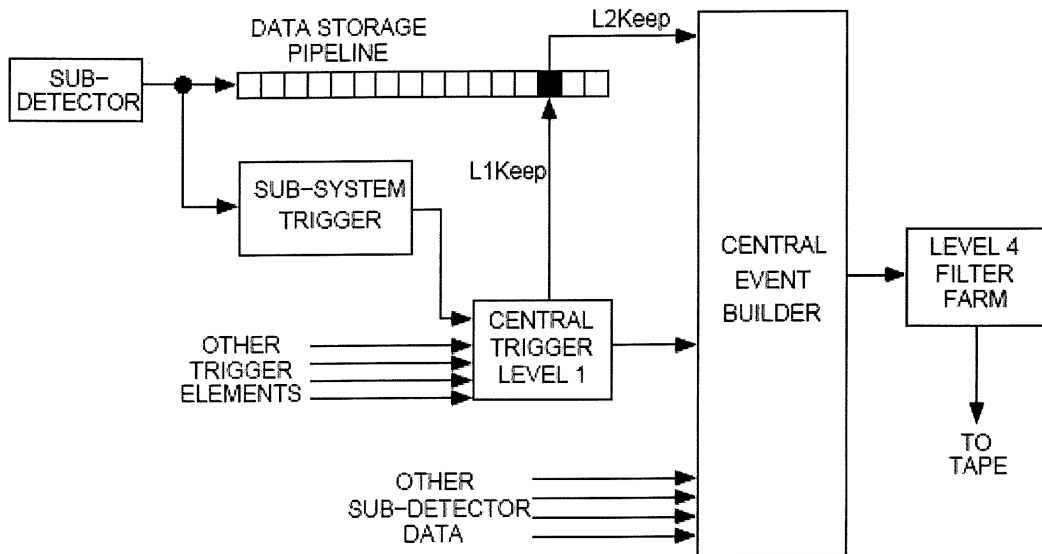 DATA STORAGE
PIPELINE
L2Keep
SUB-
DETECTOR
L1Keep
SUB-SYSTEM
TRIGGER
CENTRAL
EVENT
BUILDER
LEVEL 4
FILTER
FARM
CENTRAL
TRIGGER
LEVEL 1
OTHER
TRIGGER
ELEMENTS
TO
TAPE
OTHER
SUB-DETECTOR
DATA